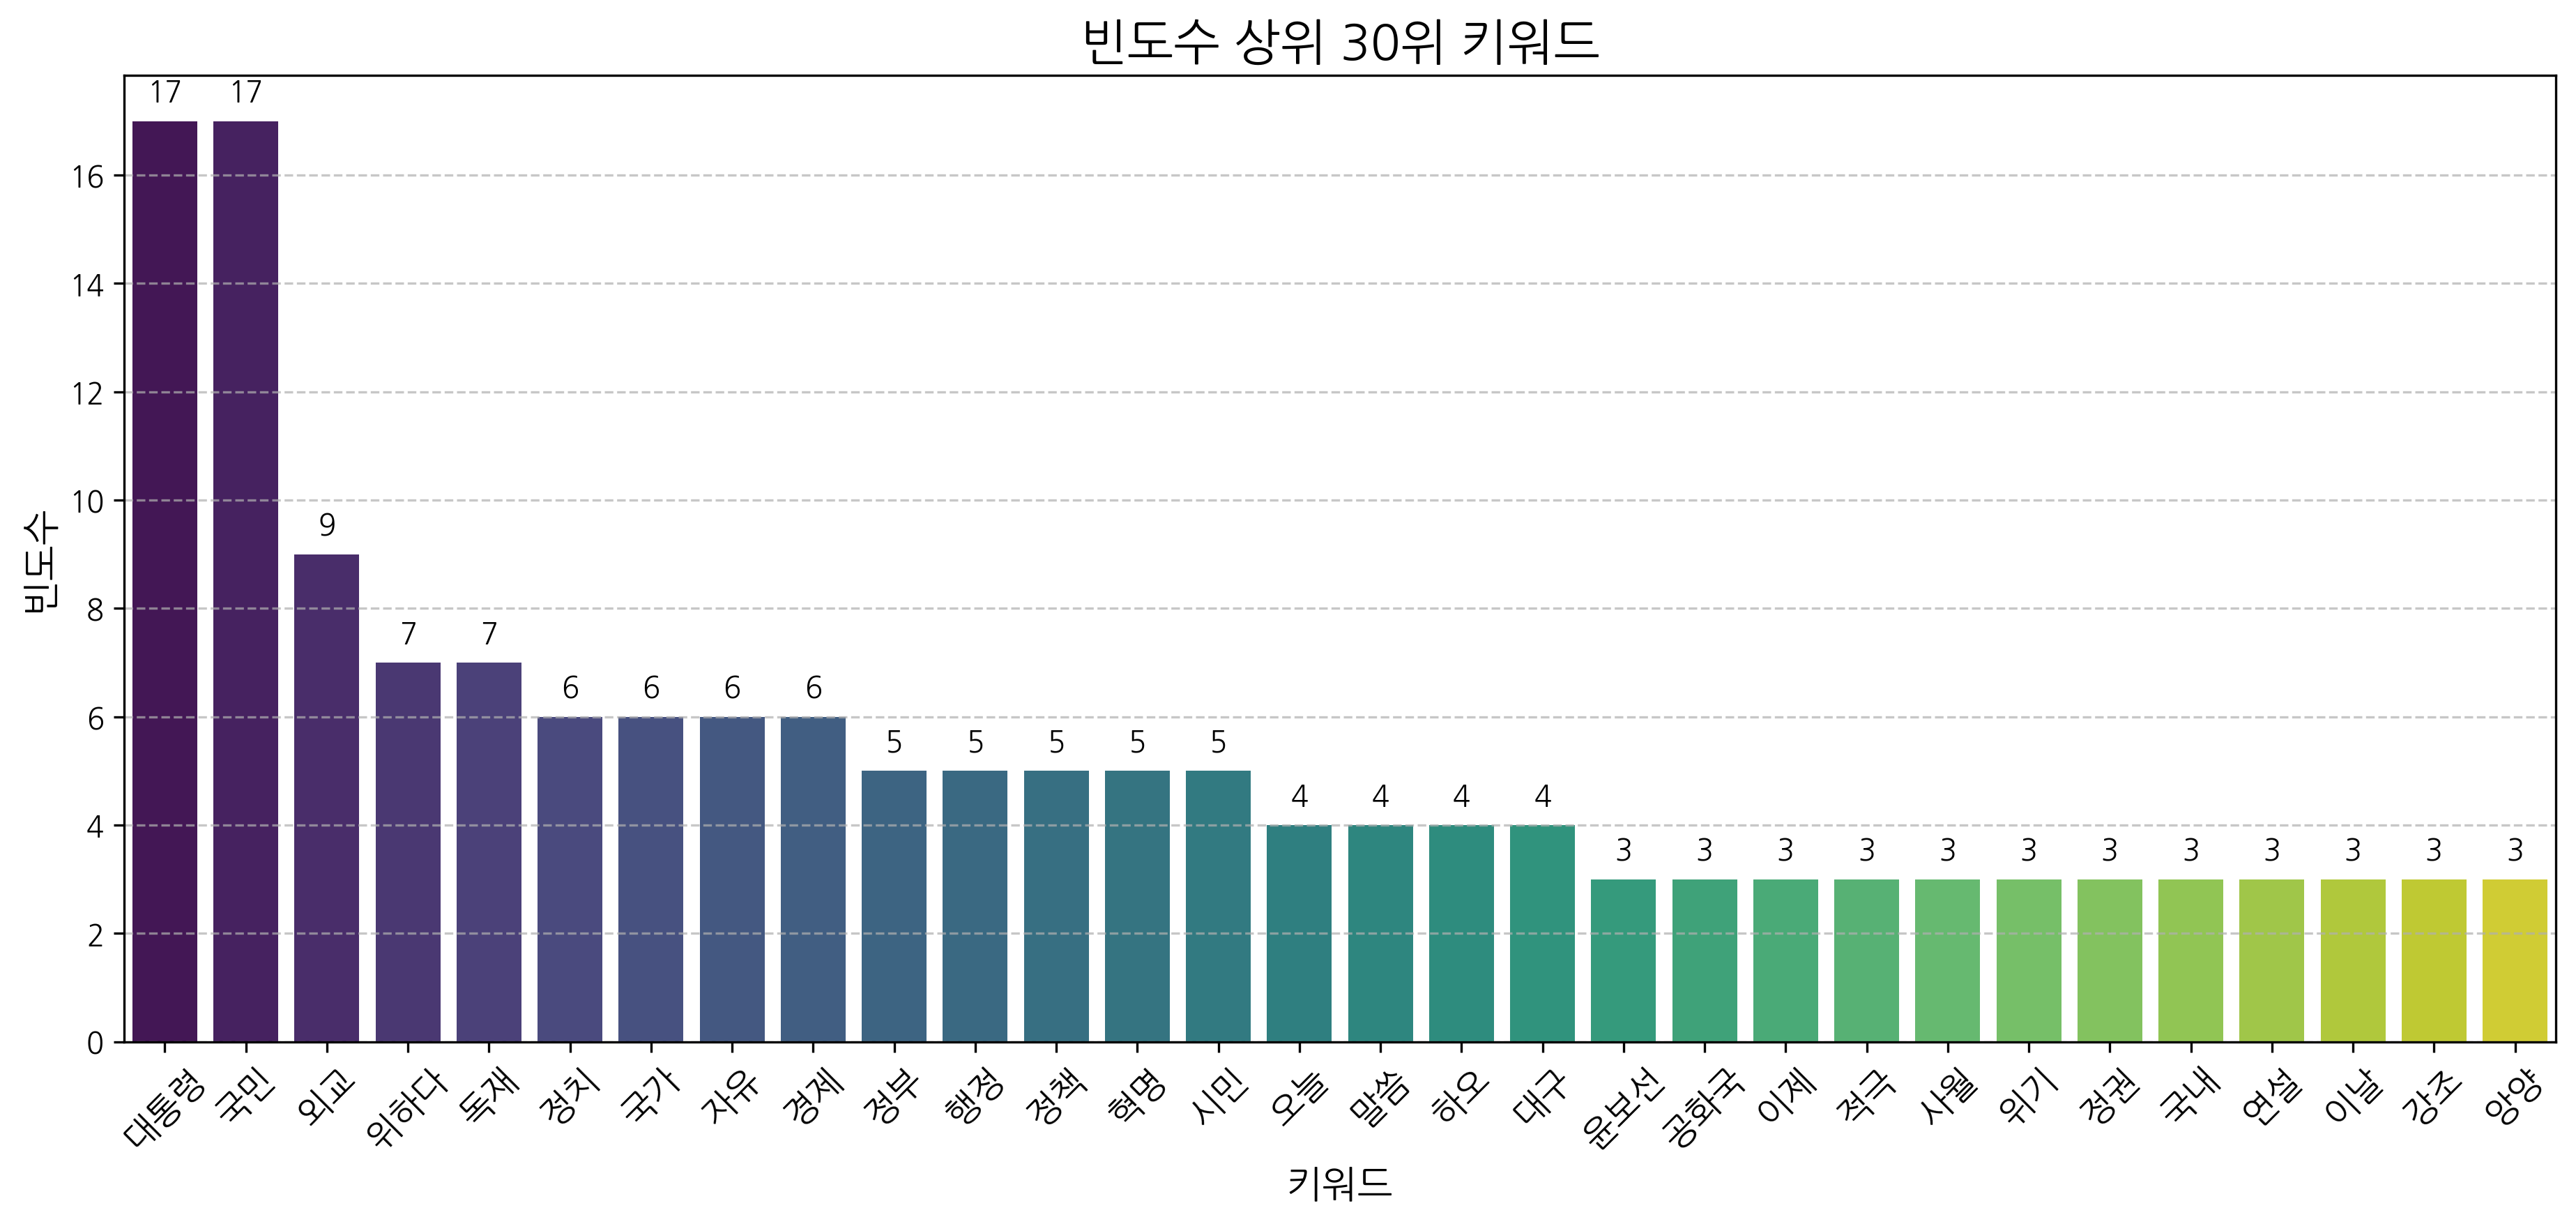 빈도수 상위 30위 키워드
17 17 9 7 7 6 6 6 6 5 5 5 5 5 4 4 4 4 3 3 3 3 3 3 3 3 3 3 3 3
빈도수
16
14
12
10
8
6
4
2
0
대통령 국민 외교 위하다 독재 정치 국가 자유 경제 정부 행정 정책 혁명 시민 오늘 말씀 하오 대구 윤보선 공화국 이제 적극 사월 위기 정권 국내 연설 이날 강조 앙양
키워드